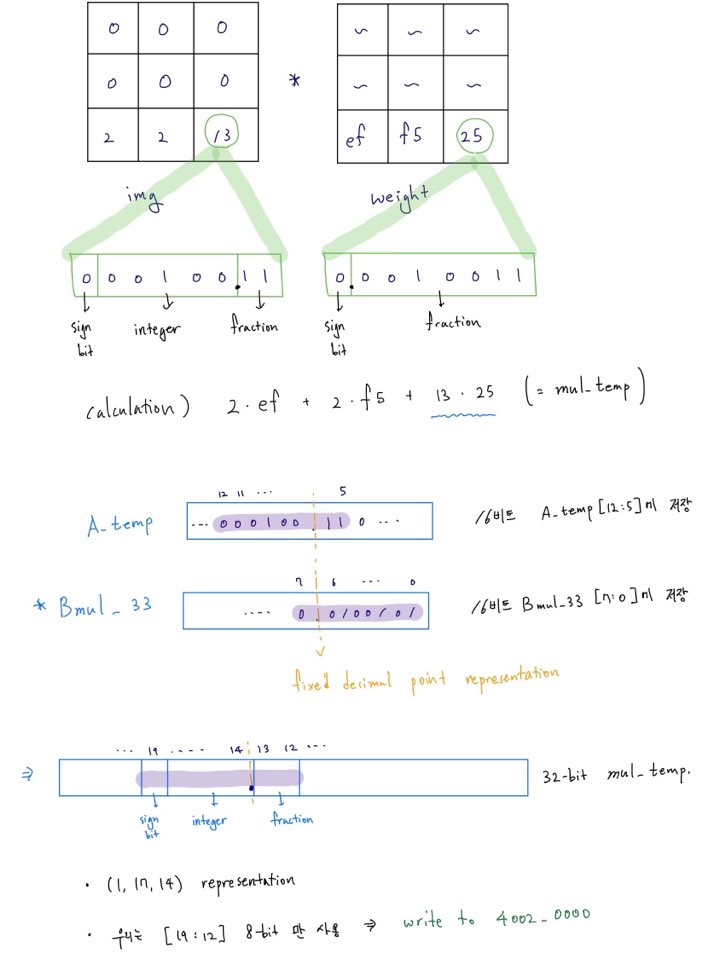 0 0 0
0 0 0
2 2 13
*
~ ~ ~
~ ~ ~
ef f5 25
img
weight
0 0 0 1 0 0 . 1 1
sign bit
integer
fraction
0 . 0 0 1 0 0 1 1
sign bit
fraction
calculation) 2·ef + 2·f5 + 13·25 (= mul_temp)
12 11 ... 5
A_temp
... 0 0 0 1 0 0 . 1 1 0 ...
16비트 A_temp[12:5]에 저장
7 6 ... 0
* Bmul_33
.... 0 . 0 1 0 0 1 0 1
16비트 Bmul_33 [7:0]에 저장
fixed decimal point representation
... 19 .... 14 13 12 ...
⇒
32-bit mul_temp.
sign bit
integer
fraction
· (1, 17, 14) representation
· 우리는 [19:12] 8-bit 만 사용 ⇒ write to 4002_0000